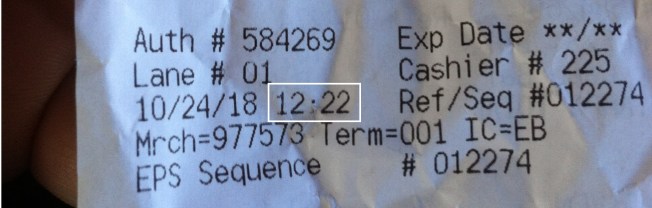 Auth # 584269 Exp Date **/**
Lane # 01 Cashier # 225
10/24/18 12:22 Ref/Seq #012274
Mrch=977573 Term=001 IC=EB
EPS Sequence # 012274